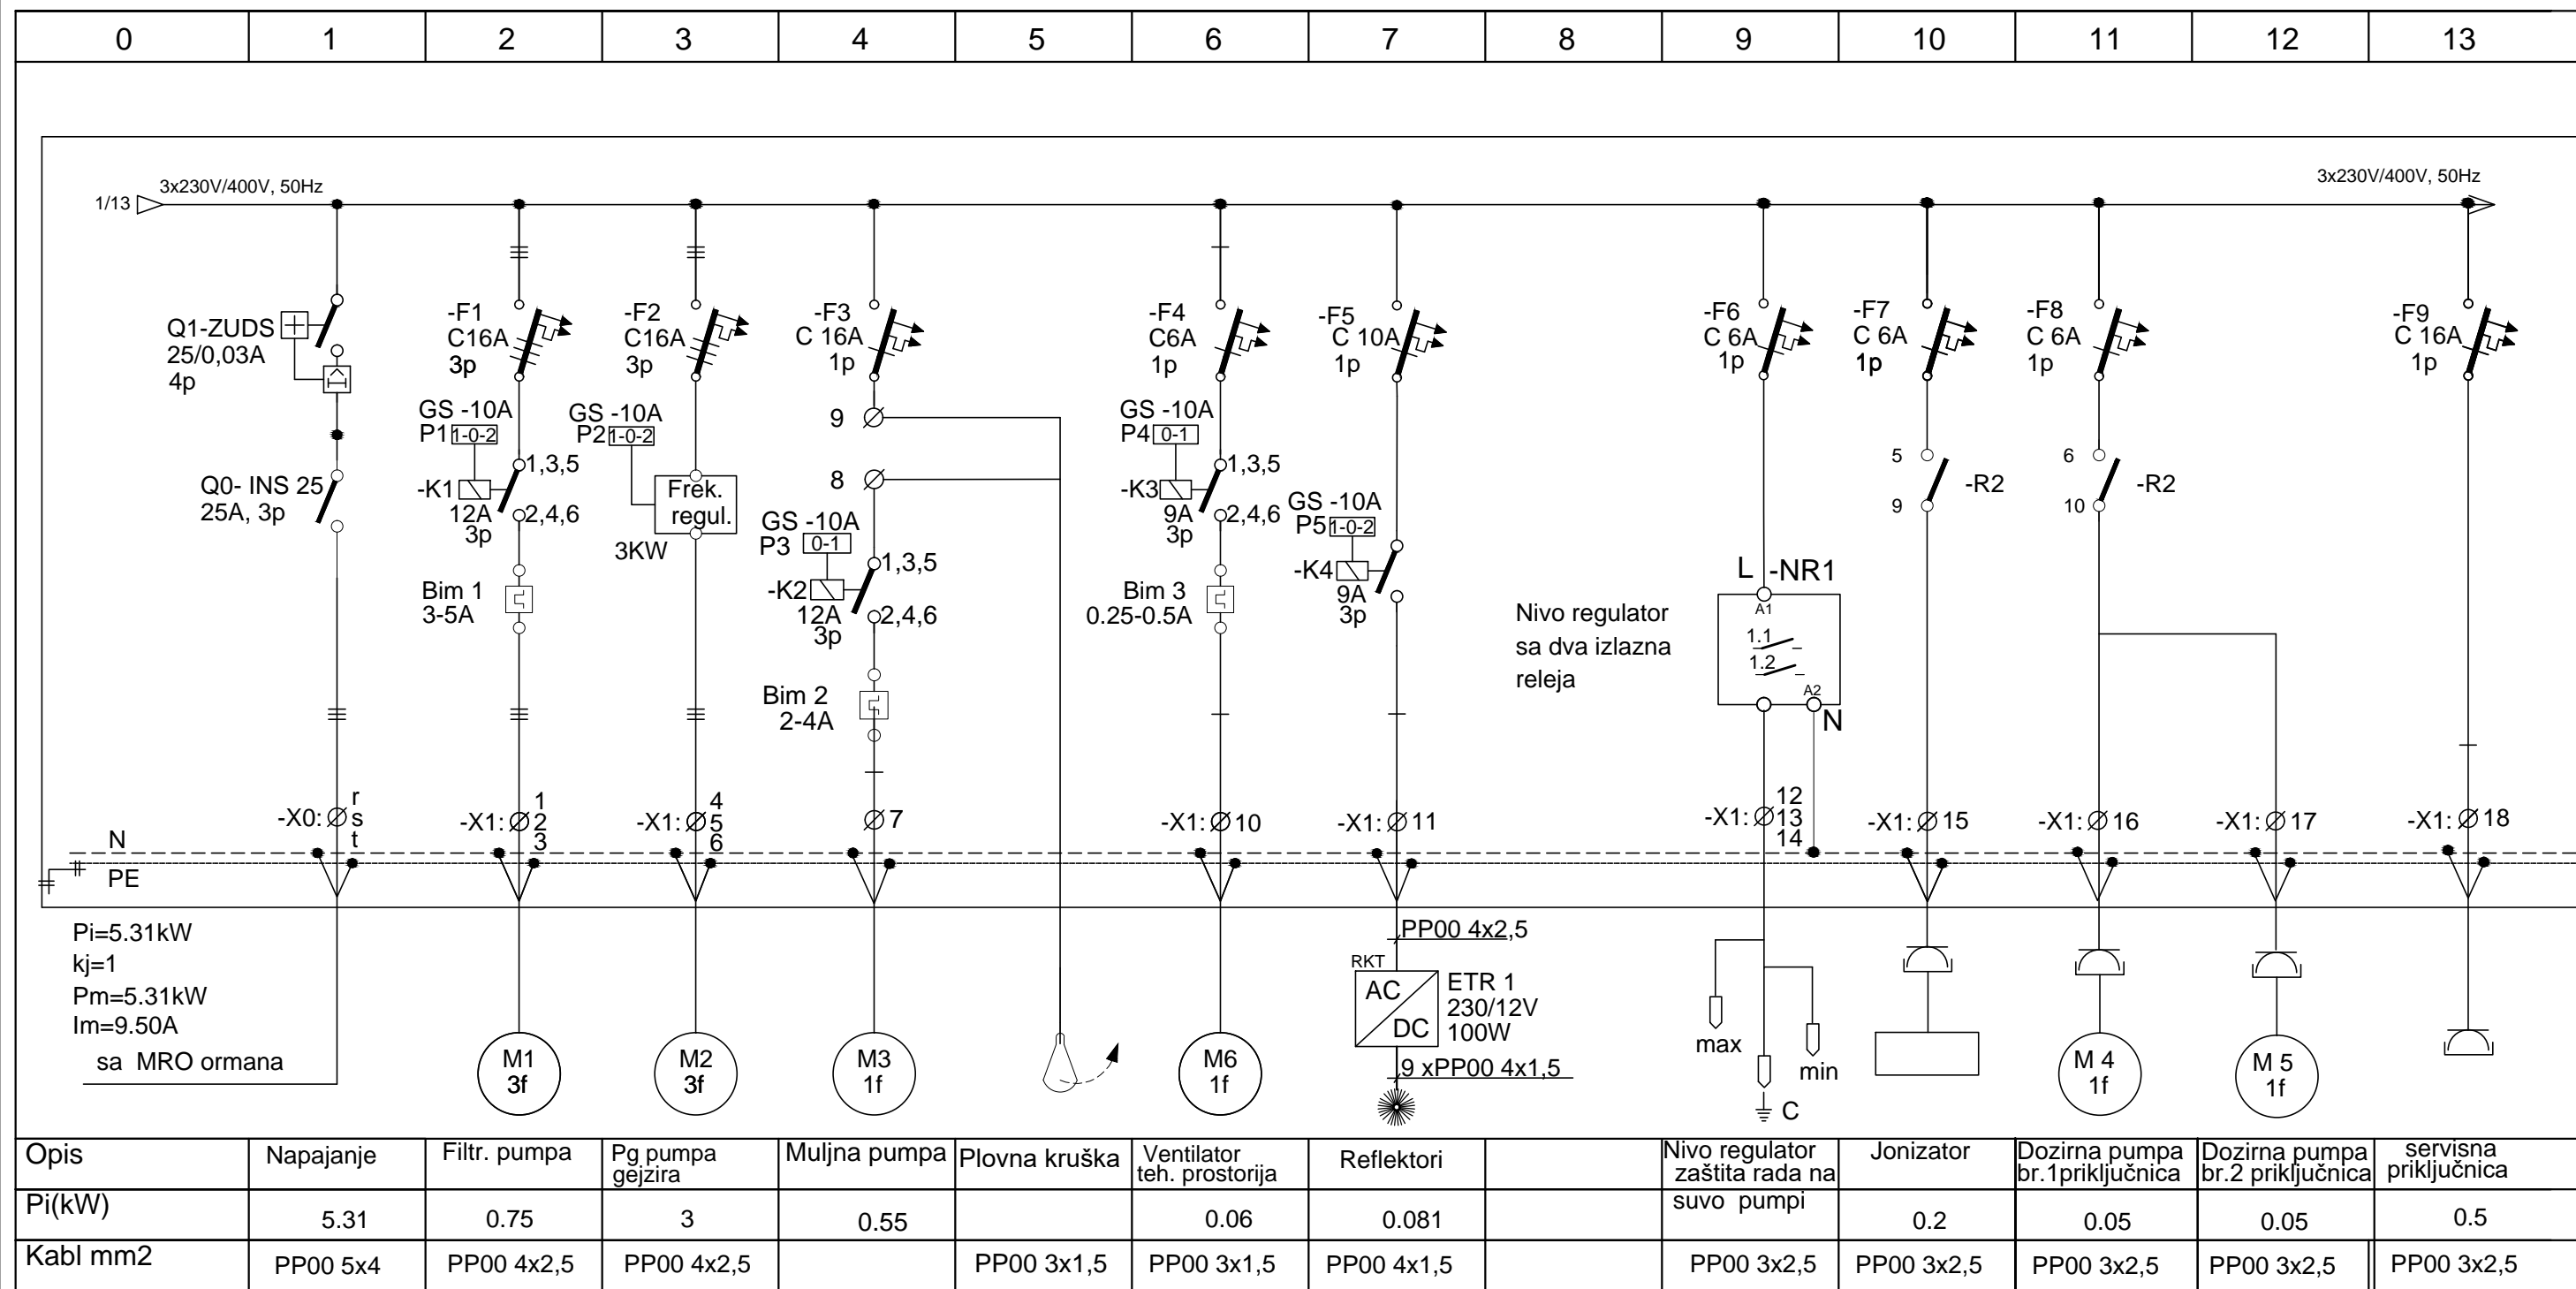 0 1 2 3 4 5 6 7 8 9 10 11 12 13
3x230V/400V, 50Hz
3x230V/400V, 50Hz
1/13
Q1-ZUDS
25/0,03A
4p
Q0- INS 25
25A, 3p
-X0:
r
s
t
-F1
C16A
3p
GS -10A
P1 1-0-2
1,3,5
-K1
12A
3p
2,4,6
Bim 1
3-5A
-X1:
1
2
3
-F2
C16A
3p
GS -10A
P2 1-0-2
Frek.
regul.
3KW
-X1:
4
5
6
-F3
C 16A
1p
9
8
GS -10A
P3 0-1
1,3,5
-K2
12A
3p
2,4,6
Bim 2
2-4A
7
-F4
C6A
1p
GS -10A
P4 0-1
1,3,5
-K3
9A
3p
2,4,6
Bim 3
0.25-0.5A
-X1: 10
-F5
C 10A
1p
GS -10A
P5 1-0-2
-K4
9A
3p
-X1: 11
Nivo regulator
sa dva izlazna
releja
-F6
C 6A
1p
L -NR1
A1
1.1
1.2
A2
N
-X1:
12
13
14
-F7
C 6A
1p
5
-R2
9
-X1: 15
-F8
C 6A
1p
6
-R2
10
-X1: 16
-X1: 17
-F9
C 16A
1p
-X1: 18
N
PE
Pi=5.31kW
kj=1
Pm=5.31kW
Im=9.50A
sa MRO ormana
M1
3f
M2
3f
M3
1f
M6
1f
PP00 4x2,5
RKT
AC
DC
ETR 1
230/12V
100W
9 xPP00 4x1,5
max
min
C
M 4
1f
M 5
1f
Opis
Napajanje
Filtr. pumpa
Pg pumpa
gejzira
Muljna pumpa
Plovna kruška
Ventilator
teh. prostorija
Reflektori
Nivo regulator
zaštita rada na
suvo pumpi
Jonizator
Dozirna pumpa
br.1priključnica
Dozirna pumpa
br.2 priključnica
servisna
priključnica
Pi(kW) 5.31 0.75 3 0.55 0.06 0.081 0.2 0.05 0.05 0.5
Kabl mm2 PP00 5x4 PP00 4x2,5 PP00 4x2,5 PP00 3x1,5 PP00 3x1,5 PP00 4x1,5 PP00 3x2,5 PP00 3x2,5 PP00 3x2,5 PP00 3x2,5 PP00 3x2,5